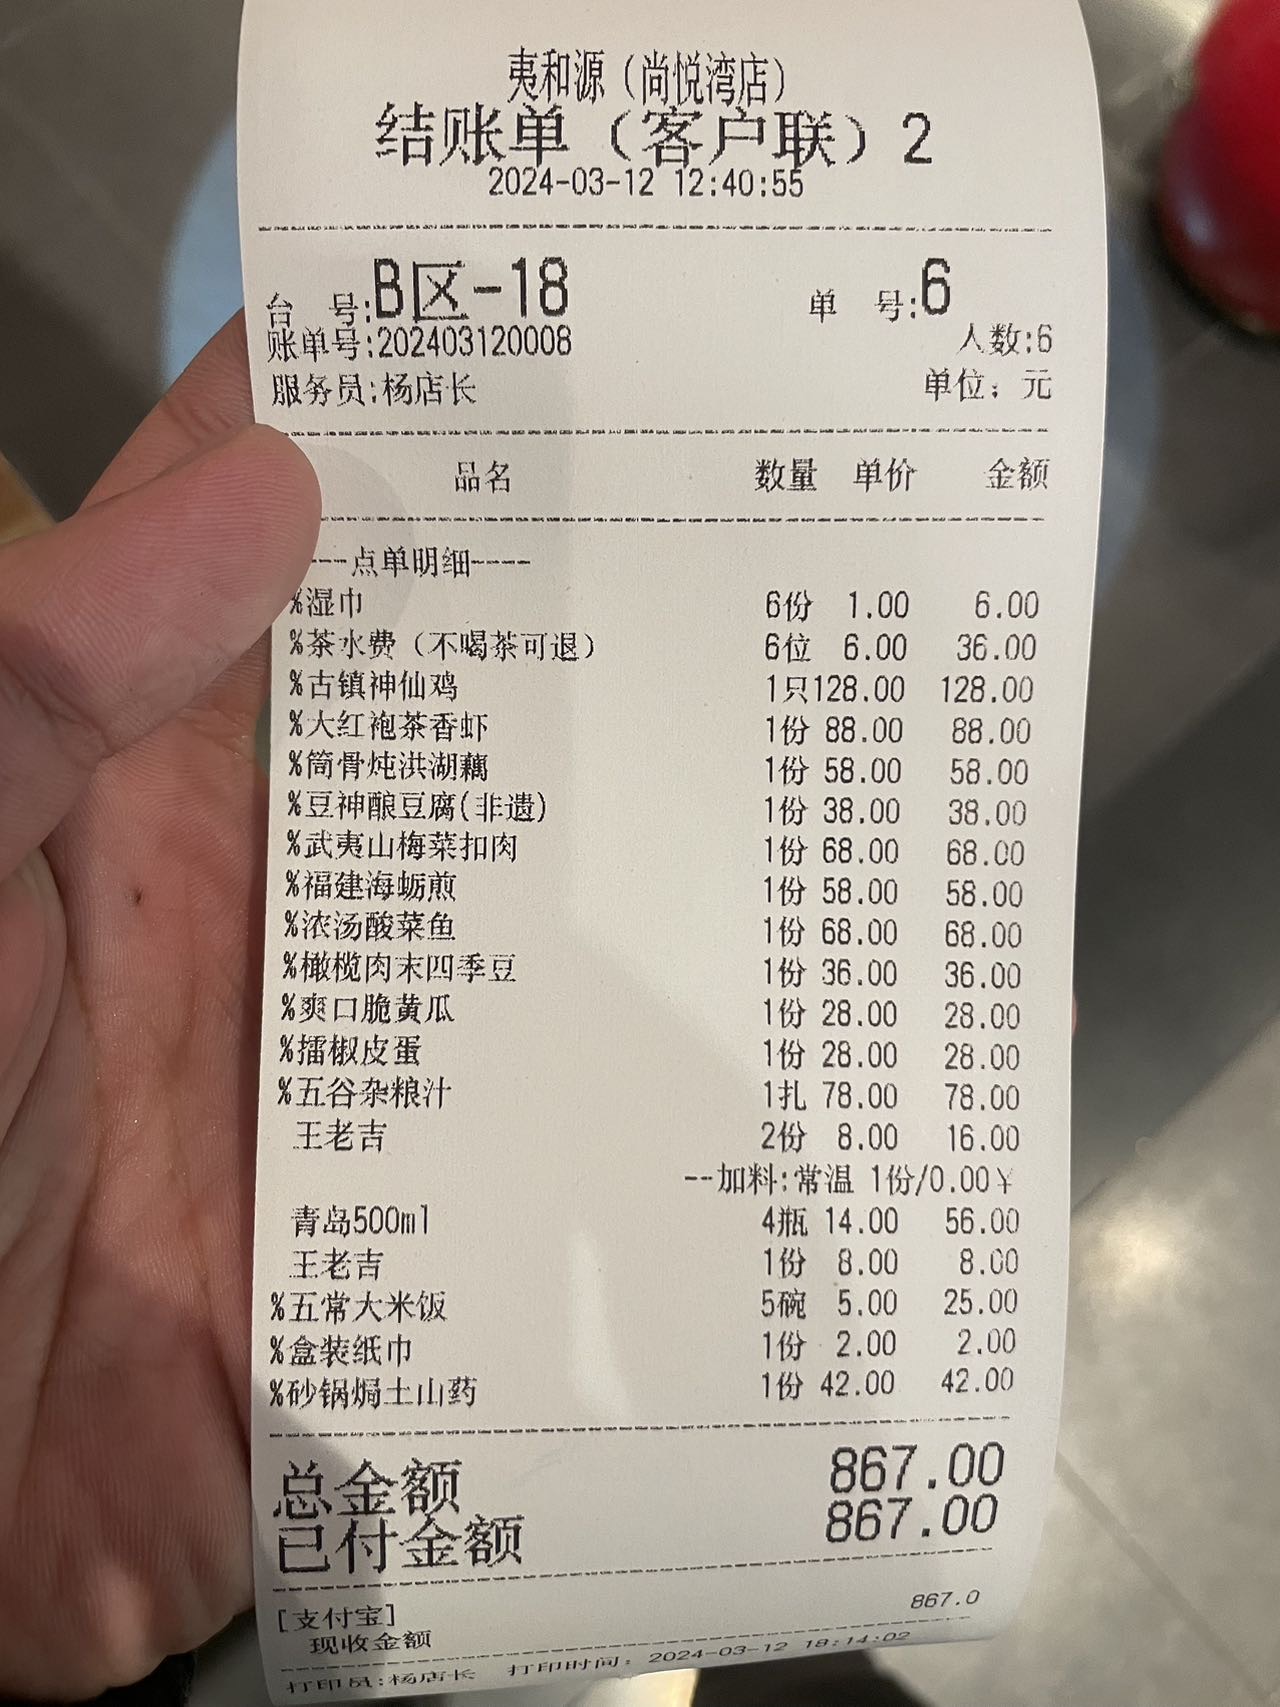 夷和源（尚悦湾店）
结账单（客户联）2
2024-03-12 12:40:55
台 号:B区-18 单 号:6
账单号:202403120008 人数:6
服务员:杨店长 单位：元
品名 数量 单价 金额
---点单明细----
%湿巾 6份 1.00 6.00
%茶水费（不喝茶可退） 6位 6.00 36.00
%古镇神仙鸡 1只128.00 128.00
%大红袍茶香虾 1份 88.00 88.00
%筒骨炖洪湖藕 1份 58.00 58.00
%豆神酿豆腐(非遗) 1份 38.00 38.00
%武夷山梅菜扣肉 1份 68.00 68.00
%福建海蛎煎 1份 58.00 58.00
%浓汤酸菜鱼 1份 68.00 68.00
%橄榄肉末四季豆 1份 36.00 36.00
%爽口脆黄瓜 1份 28.00 28.00
%擂椒皮蛋 1份 28.00 28.00
%五谷杂粮汁 1扎 78.00 78.00
王老吉 2份 8.00 16.00
--加料:常温 1份/0.00¥
青岛500ml 4瓶 14.00 56.00
王老吉 1份 8.00 8.00
%五常大米饭 5碗 5.00 25.00
%盒装纸巾 1份 2.00 2.00
%砂锅焗土山药 1份 42.00 42.00
总金额 867.00
已付金额 867.00
[支付宝] 867.0
现收金额
打印员:杨店长 打印时间: 2024-03-12 18:14:02